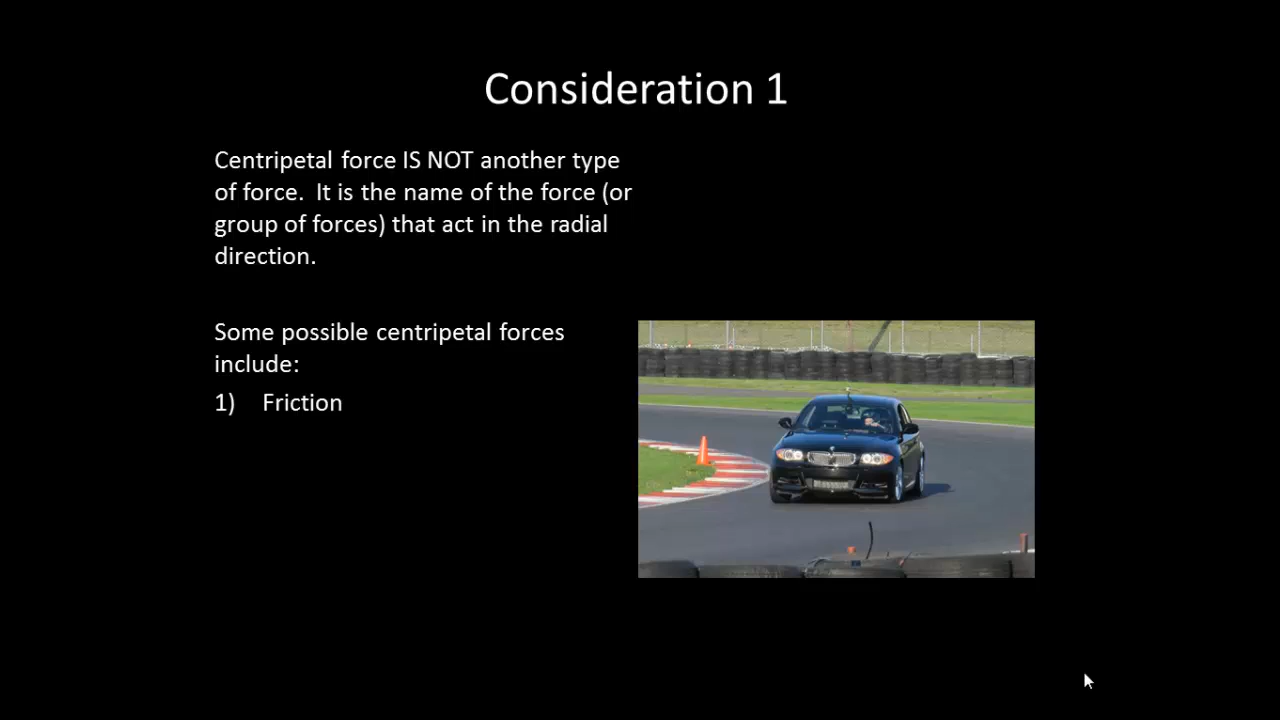 Consideration 1
Centripetal force IS NOT another type
of force.  It is the name of the force (or
group of forces) that act in the radial
direction.
Some possible centripetal forces
include:
1) Friction